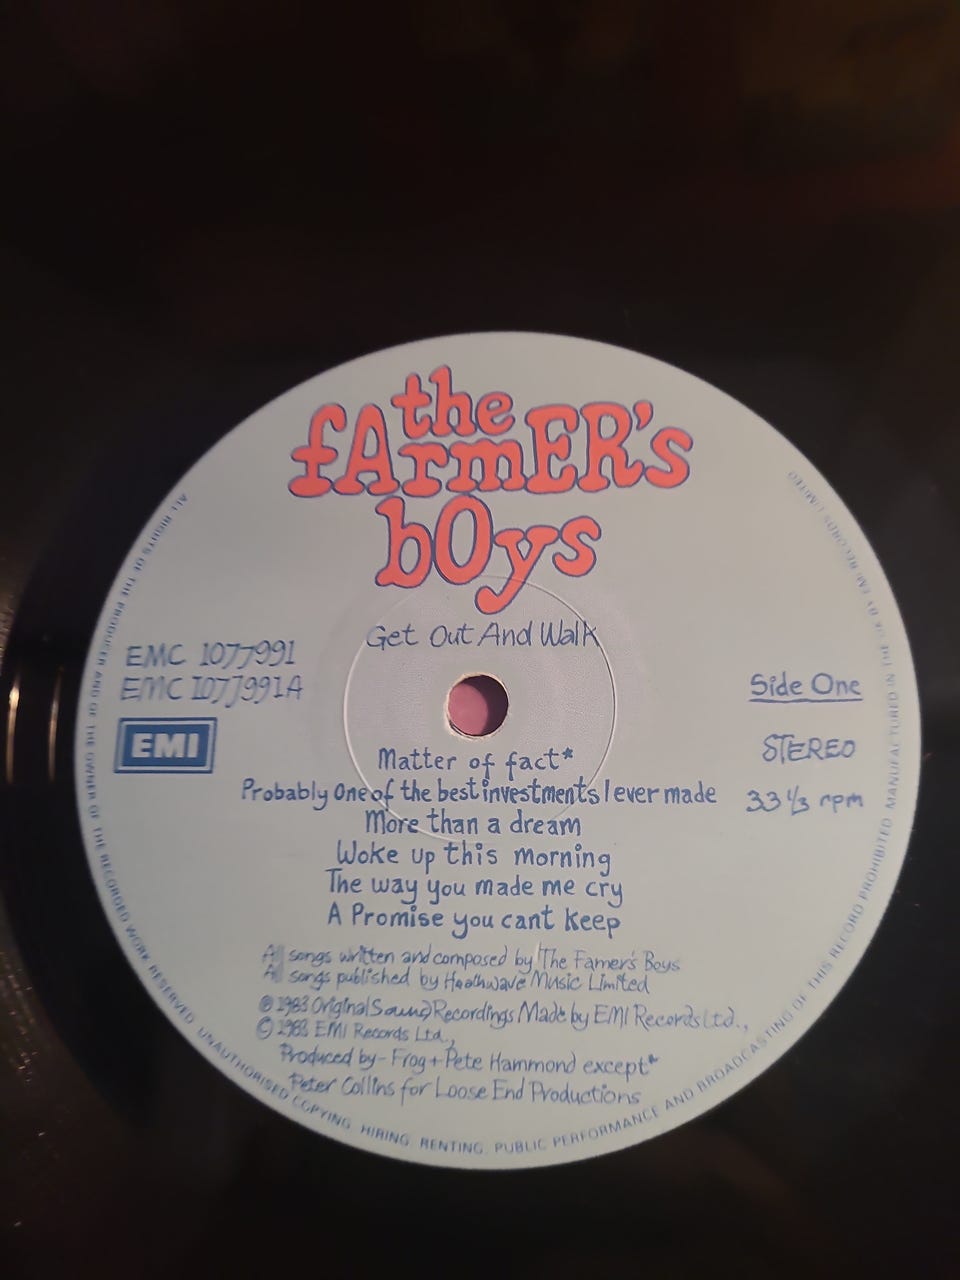 the
fArmER's
bOys
Get Out And Walk
EMC 1077991
EMC 1077991A
EMI
Side One
STEREO
33 1/3 rpm
Matter of fact*
Probably One of the best investments I ever made
More than a dream
Woke up this morning
The way you made me cry
A Promise you cant keep
All songs written and composed by The Famer's Boys
All songs published by Heathwave Music Limited
℗ 1983 Original Sound Recordings Made by EMI Records Ltd.,
© 1983 EMI Records Ltd.,
Produced by - Frog + Pete Hammond except*
Peter Collins for Loose End Productions
ALL RIGHTS OF THE PRODUCER AND OF THE OWNER OF THE RECORDED WORK RESERVED. UNAUTHORISED COPYING. HIRING. RENTING. PUBLIC PERFORMANCE AND BROADCASTING OF THIS RECORD PROHIBITED. MANUFACTURED IN THE UK BY EMI RECORDS LIMITED